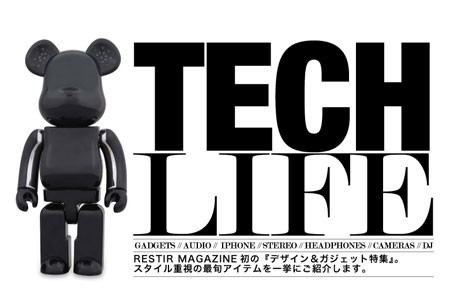 TECH
LIFE
GADGETS // AUDIO // IPHONE //STEREO // HEADPHONES // CAMERAS // DJ
RESTIR MAGAZINE 初の『デザイン＆ガジェット特集』。
スタイル重視の最旬アイテムを一挙にご紹介します。